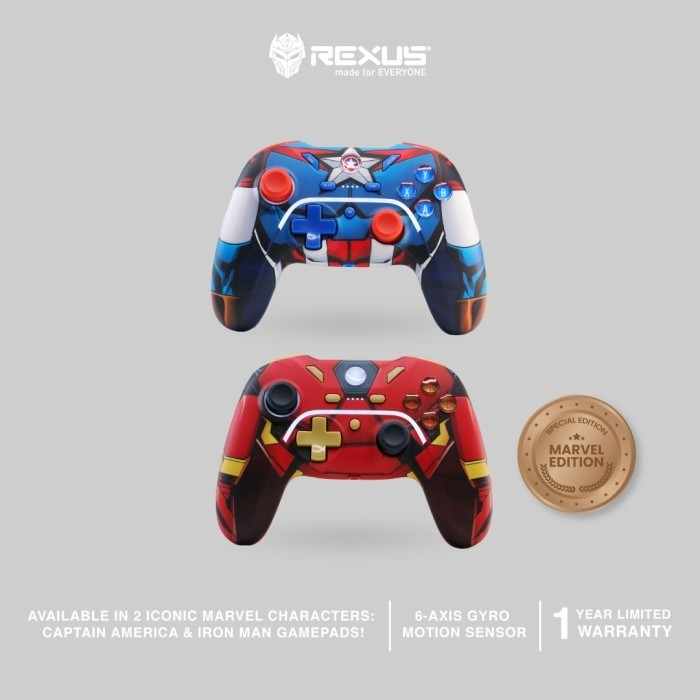 REXUS®
made for EVERYONE
X
Y
B
A
SPECIAL EDITION
MARVEL
EDITION
AVAILABLE IN 2 ICONIC MARVEL CHARACTERS:
CAPTAIN AMERICA & IRON MAN GAMEPADS!
6-AXIS GYRO
MOTION SENSOR
1 YEAR LIMITED
WARRANTY